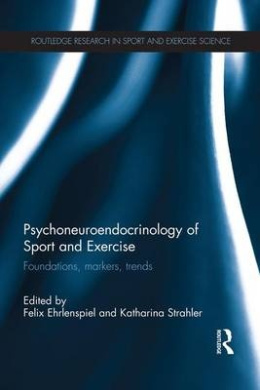 ROUTLEDGE RESEARCH IN SPORT AND EXERCISE SCIENCE
Psychoneuroendocrinology of
Sport and Exercise
Foundations, markers, trends
Edited by
Felix Ehrlenspiel and Katharina Strahler
ROUTLEDGE